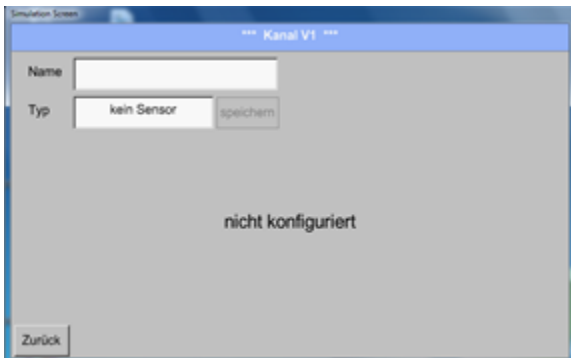 Simulation Screen
*** Kanal V1 ***
Name
Typ kein Sensor speichern
nicht konfiguriert
Zurück